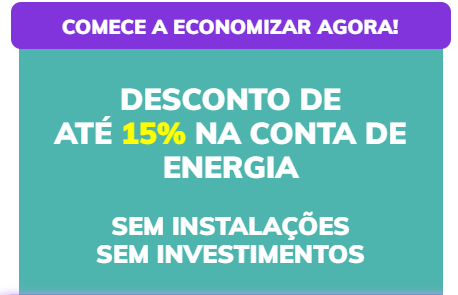 COMECE A ECONOMIZAR AGORA!
DESCONTO DE
ATÉ 15% NA CONTA DE
ENERGIA
SEM INSTALAÇÕES
SEM INVESTIMENTOS